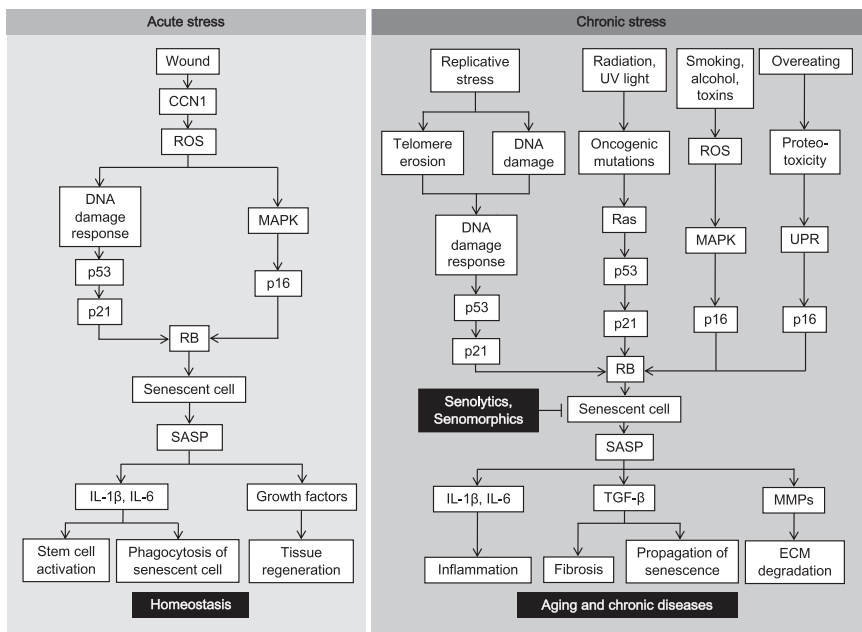 Acute stress
Wound
CCN1
ROS
DNA
damage
response
MAPK
p53
p16
p21
RB
Senescent cell
SASP
IL-1β, IL-6
Growth factors
Stem cell
activation
Phagocytosis of
senescent cell
Tissue
regeneration
Homeostasis
Chronic stress
Replicative
stress
Radiation,
UV light
Smoking,
alcohol,
toxins
Overeating
Telomere
erosion
DNA
damage
Oncogenic
mutations
ROS
Proteo-
toxicity
DNA
damage
response
Ras
MAPK
UPR
p53
p53
p21
p21
p16
p16
RB
Senolytics,
Senomorphics
Senescent cell
SASP
IL-1β, IL-6
TGF-β
MMPs
Inflammation
Fibrosis
Propagation of
senescence
ECM
degradation
Aging and chronic diseases